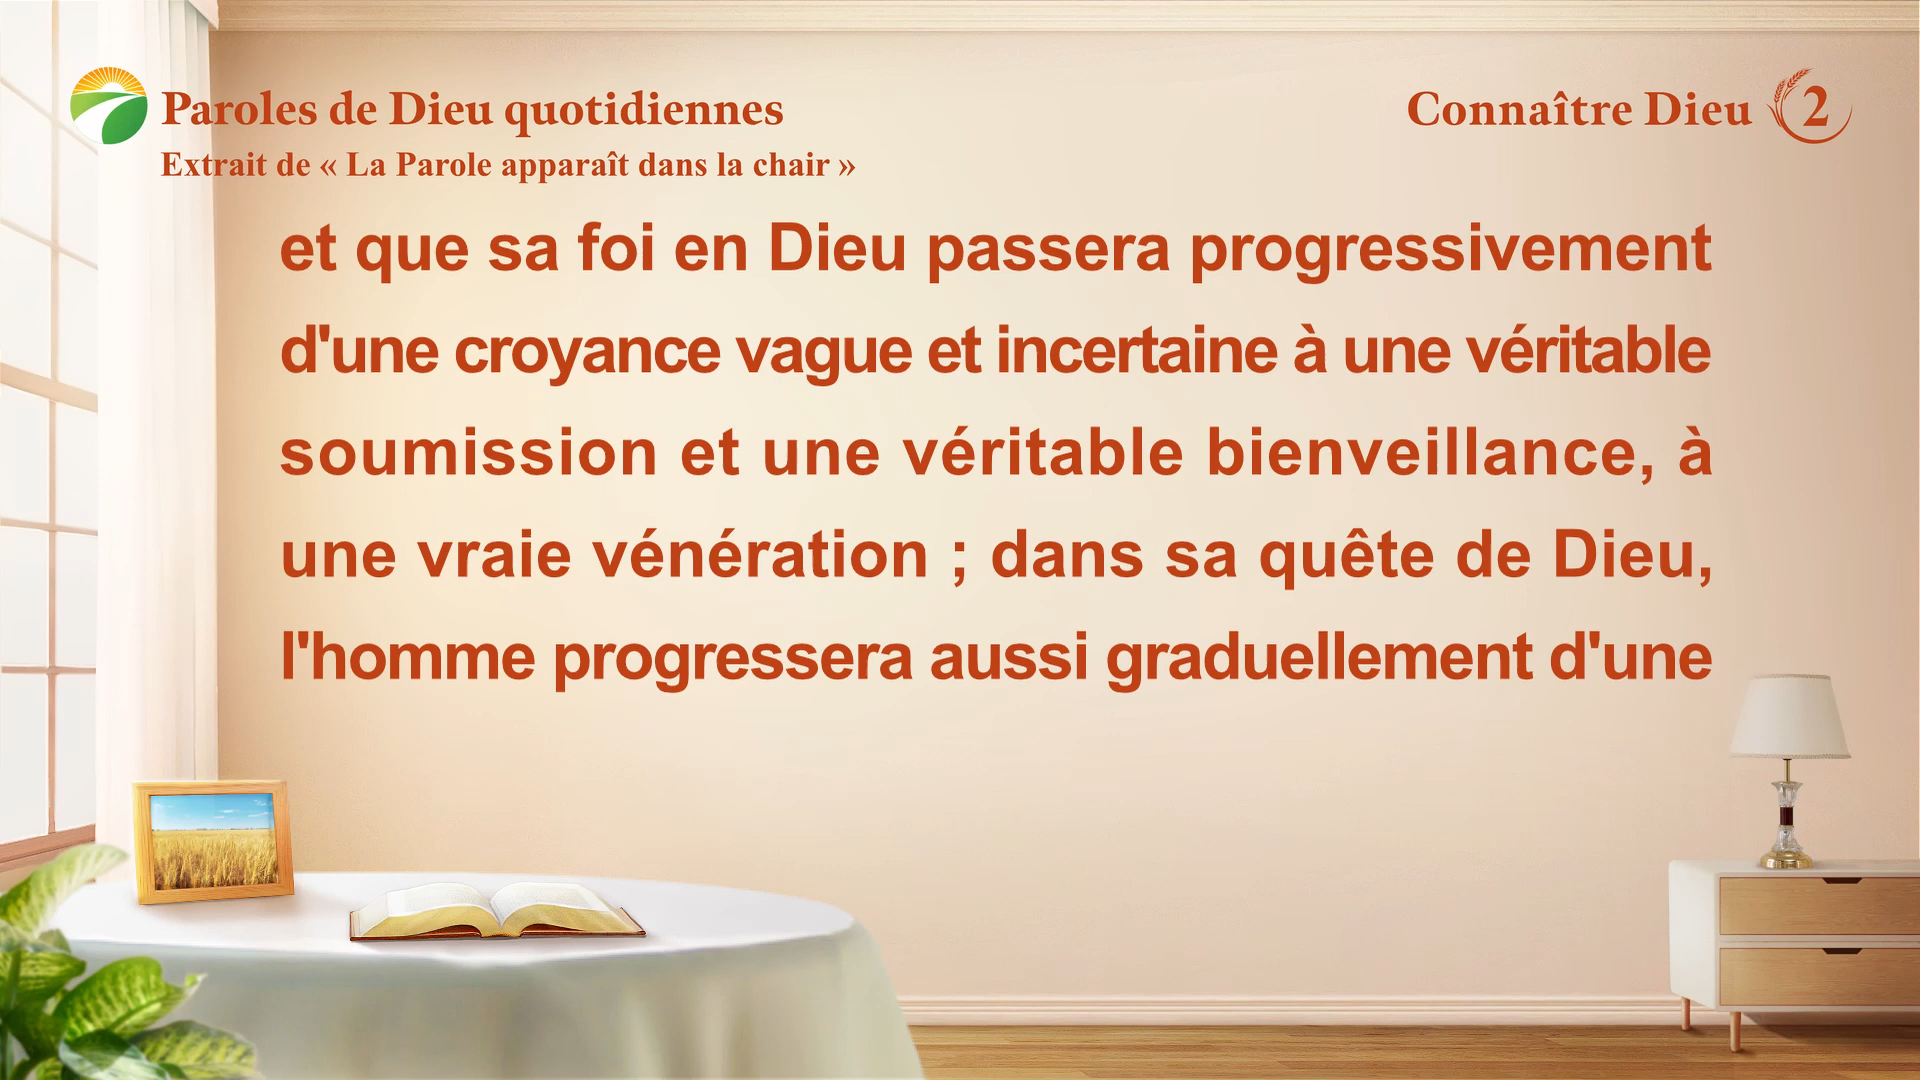 Paroles de Dieu quotidiennes
Extrait de « La Parole apparaît dans la chair »
Connaître Dieu 2
et que sa foi en Dieu passera progressivement
d'une croyance vague et incertaine à une véritable
soumission et une véritable bienveillance, à
une vraie vénération ; dans sa quête de Dieu,
l'homme progressera aussi graduellement d'une